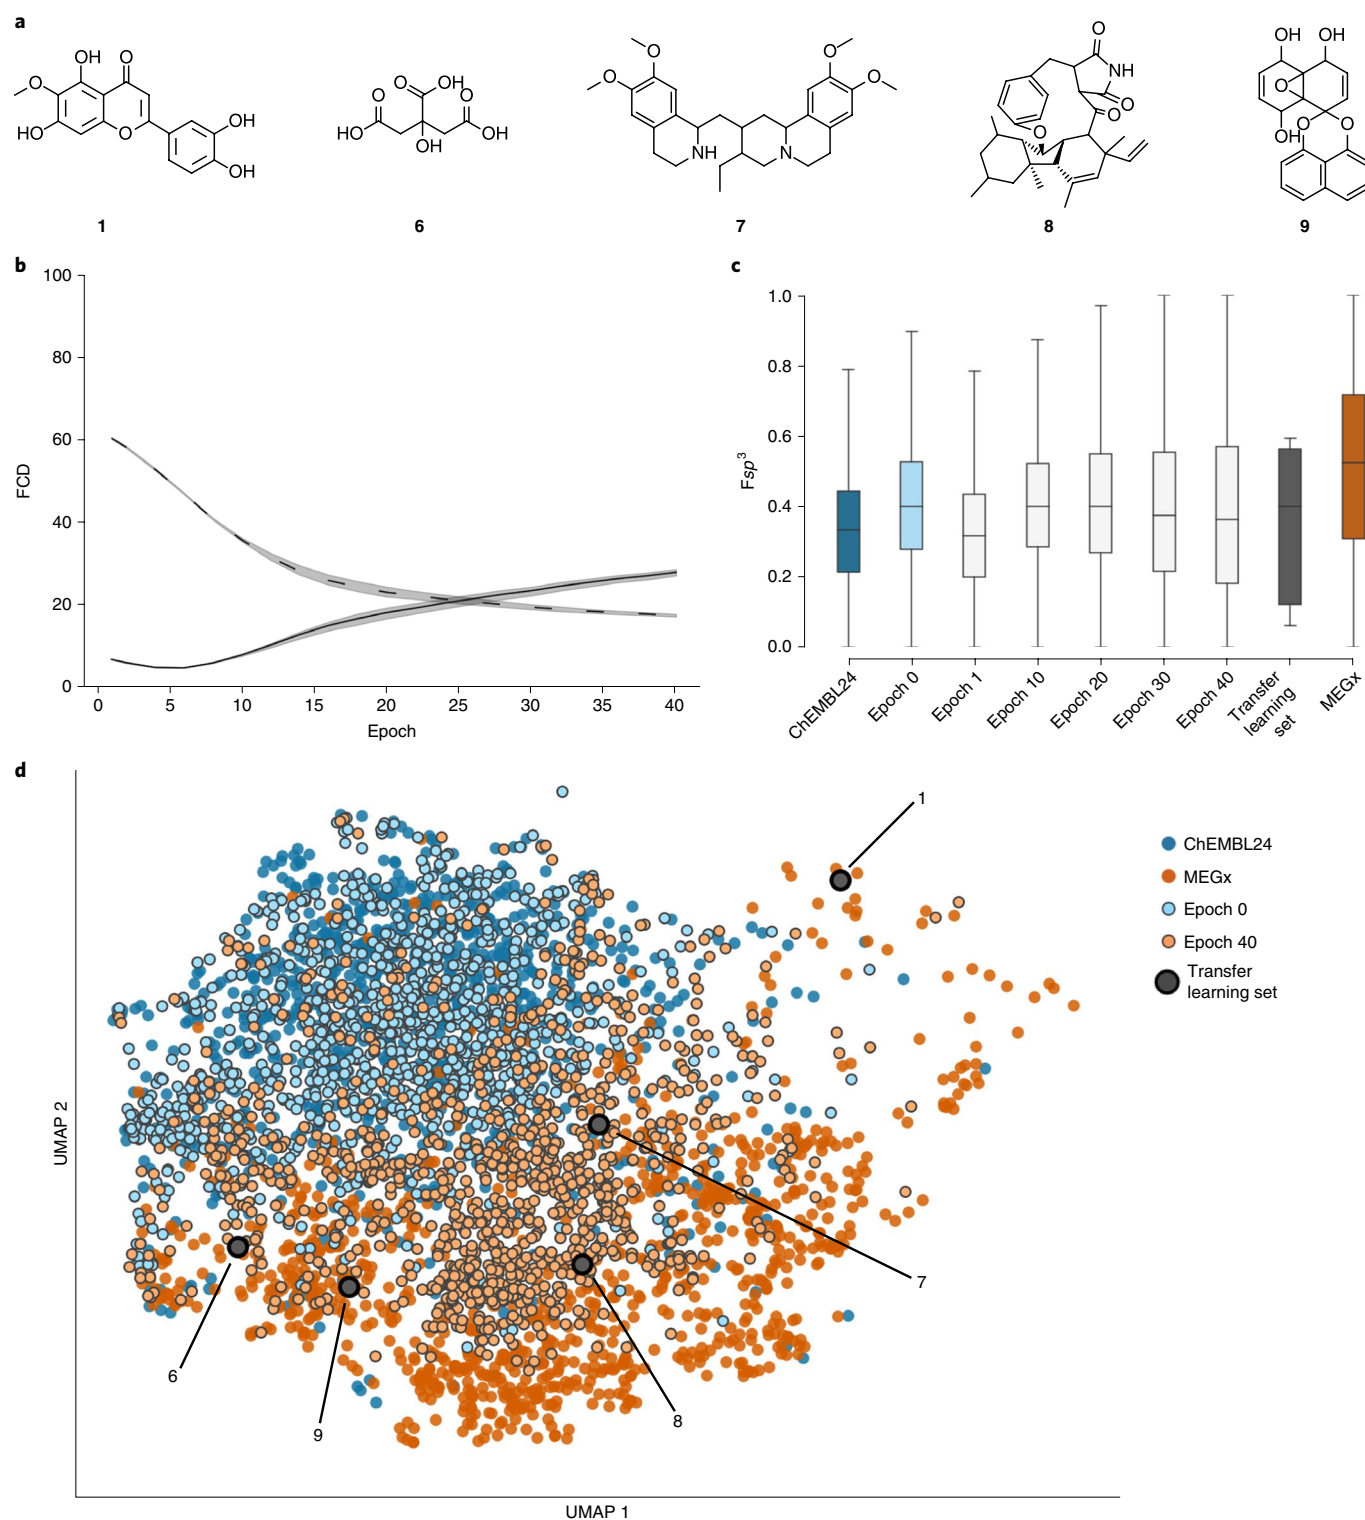 a
OH
O
O
HO
O
OH
OH
1
O
OH
O
O
HO
OH
OH
6
O
O
O
O
NH
N
7
O
NH
O
O
O
8
OH
OH
O
OH
O
O
9
b
FCD
100
80
60
40
20
0
0 5 10 15 20 25 30 35 40
Epoch
c
Fsp³
1.0
0.8
0.6
0.4
0.2
0.0
ChEMBL24
Epoch 0
Epoch 1
Epoch 10
Epoch 20
Epoch 30
Epoch 40
Transfer
learning
set
MEGx
d
UMAP 2
1
7
6
9
8
ChEMBL24
MEGx
Epoch 0
Epoch 40
Transfer
learning set
UMAP 1